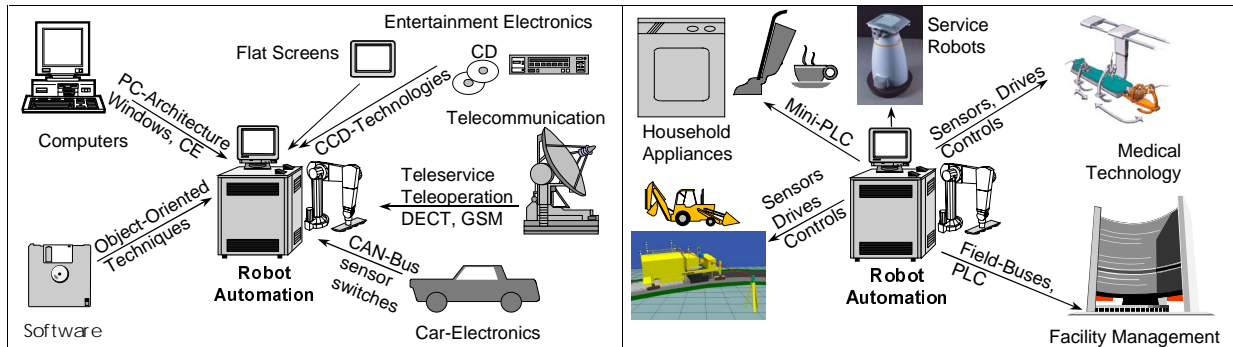 Entertainment Electronics
Flat Screens
CD
PC-Architecture
Windows, CE
CCD-Technologies
Computers
Telecommunication
Teleservice
Teleoperation
DECT, GSM
Object-Oriented
Techniques
CAN-Bus
sensor
switches
Robot
Automation
Software
Car-Electronics
Service
Robots
Mini-PLC
Sensors, Drives
Controls
Household
Appliances
Medical
Technology
Sensors
Drives
Controls
Field-Buses,
PLC
Robot
Automation
Facility Management